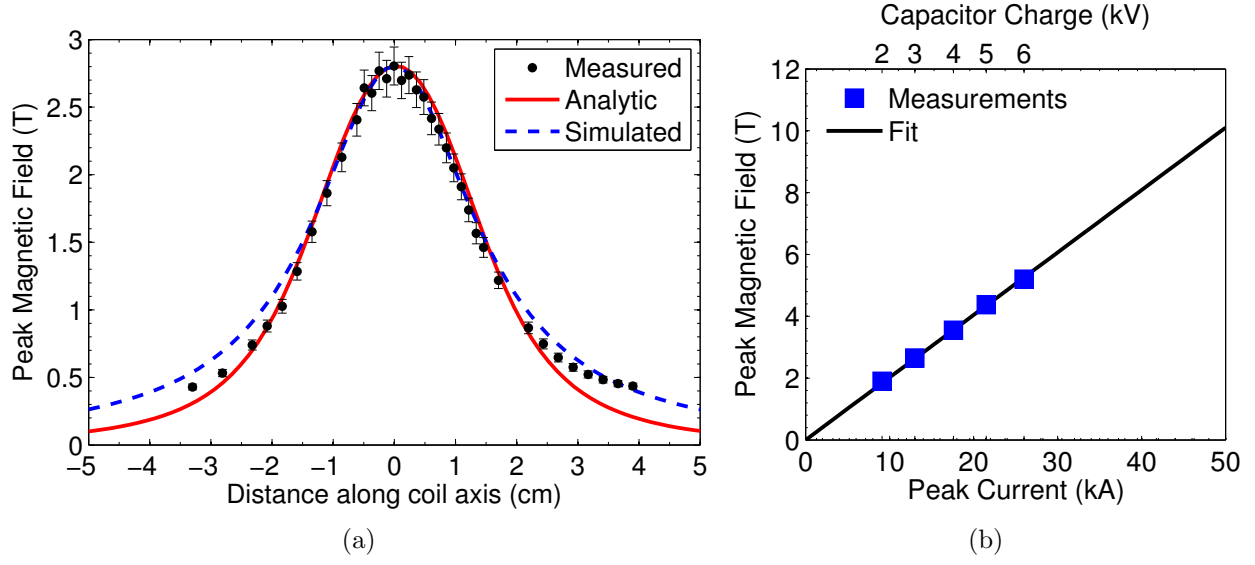 3
2.5
2
1.5
1
0.5
0
Peak Magnetic Field (T)
Measured
Analytic
Simulated
−5 −4 −3 −2 −1 0 1 2 3 4 5
Distance along coil axis (cm)
(a)
Capacitor Charge (kV)
2 3 4 5 6
12
10
8
6
4
2
0
Peak Magnetic Field (T)
Measurements
Fit
0 10 20 30 40 50
Peak Current (kA)
(b)